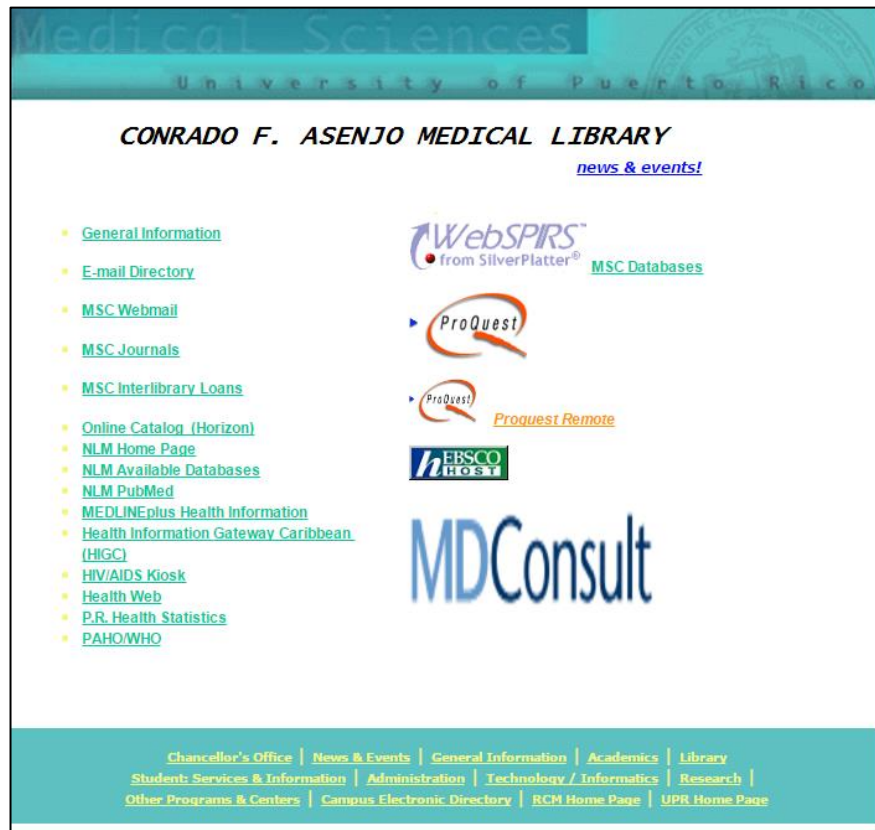 Medical Sciences
University of Puerto Rico
CONRADO F. ASENJO MEDICAL LIBRARY
news & events!
General Information
E-mail Directory
MSC Webmail
MSC Journals
MSC Interlibrary Loans
Online Catalog (Horizon)
NLM Home Page
NLM Available Databases
NLM PubMed
MEDLINEplus Health Information
Health Information Gateway Caribbean
(HIGC)
HIV/AIDS Kiosk
Health Web
P.R. Health Statistics
PAHO/WHO
WebSPIRS™
from SilverPlatter®
MSC Databases
ProQuest
ProQuest
Proquest Remote
h EBSCO
HOST
MDConsult
Chancellor's Office | News & Events | General Information | Academics | Library
Student: Services & Information | Administration | Technology / Informatics | Research |
Other Programs & Centers | Campus Electronic Directory | RCM Home Page | UPR Home Page